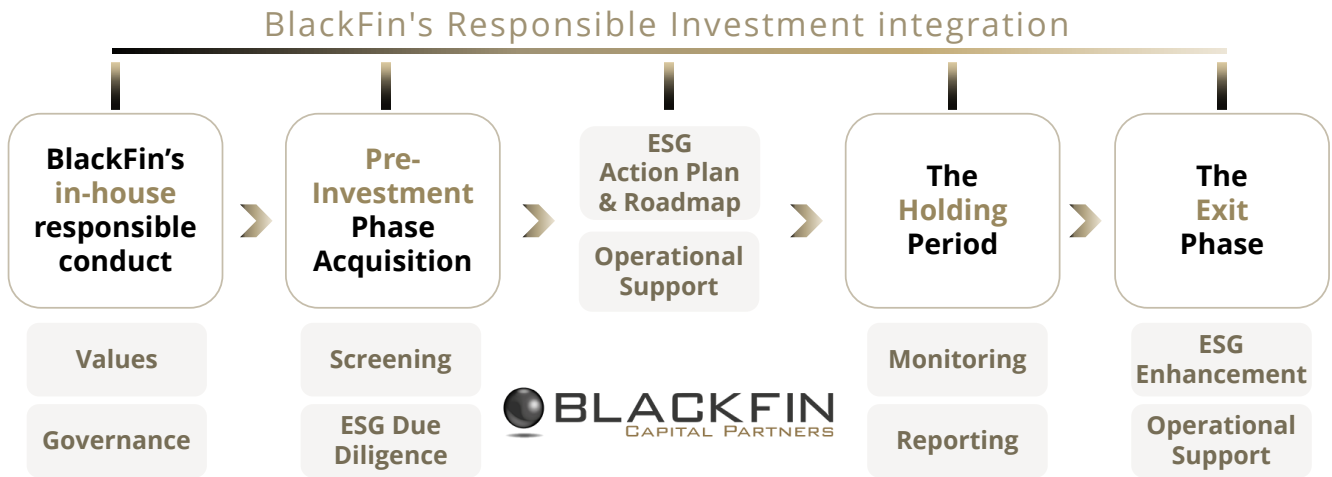 BlackFin's Responsible Investment integration
BlackFin’s
in-house
responsible
conduct
Values
Governance
Pre-
Investment
Phase
Acquisition
Screening
ESG Due
Diligence
ESG
Action Plan
& Roadmap
Operational
Support
BLACKFIN
CAPITAL PARTNERS
The
Holding
Period
Monitoring
Reporting
The
Exit
Phase
ESG
Enhancement
Operational
Support